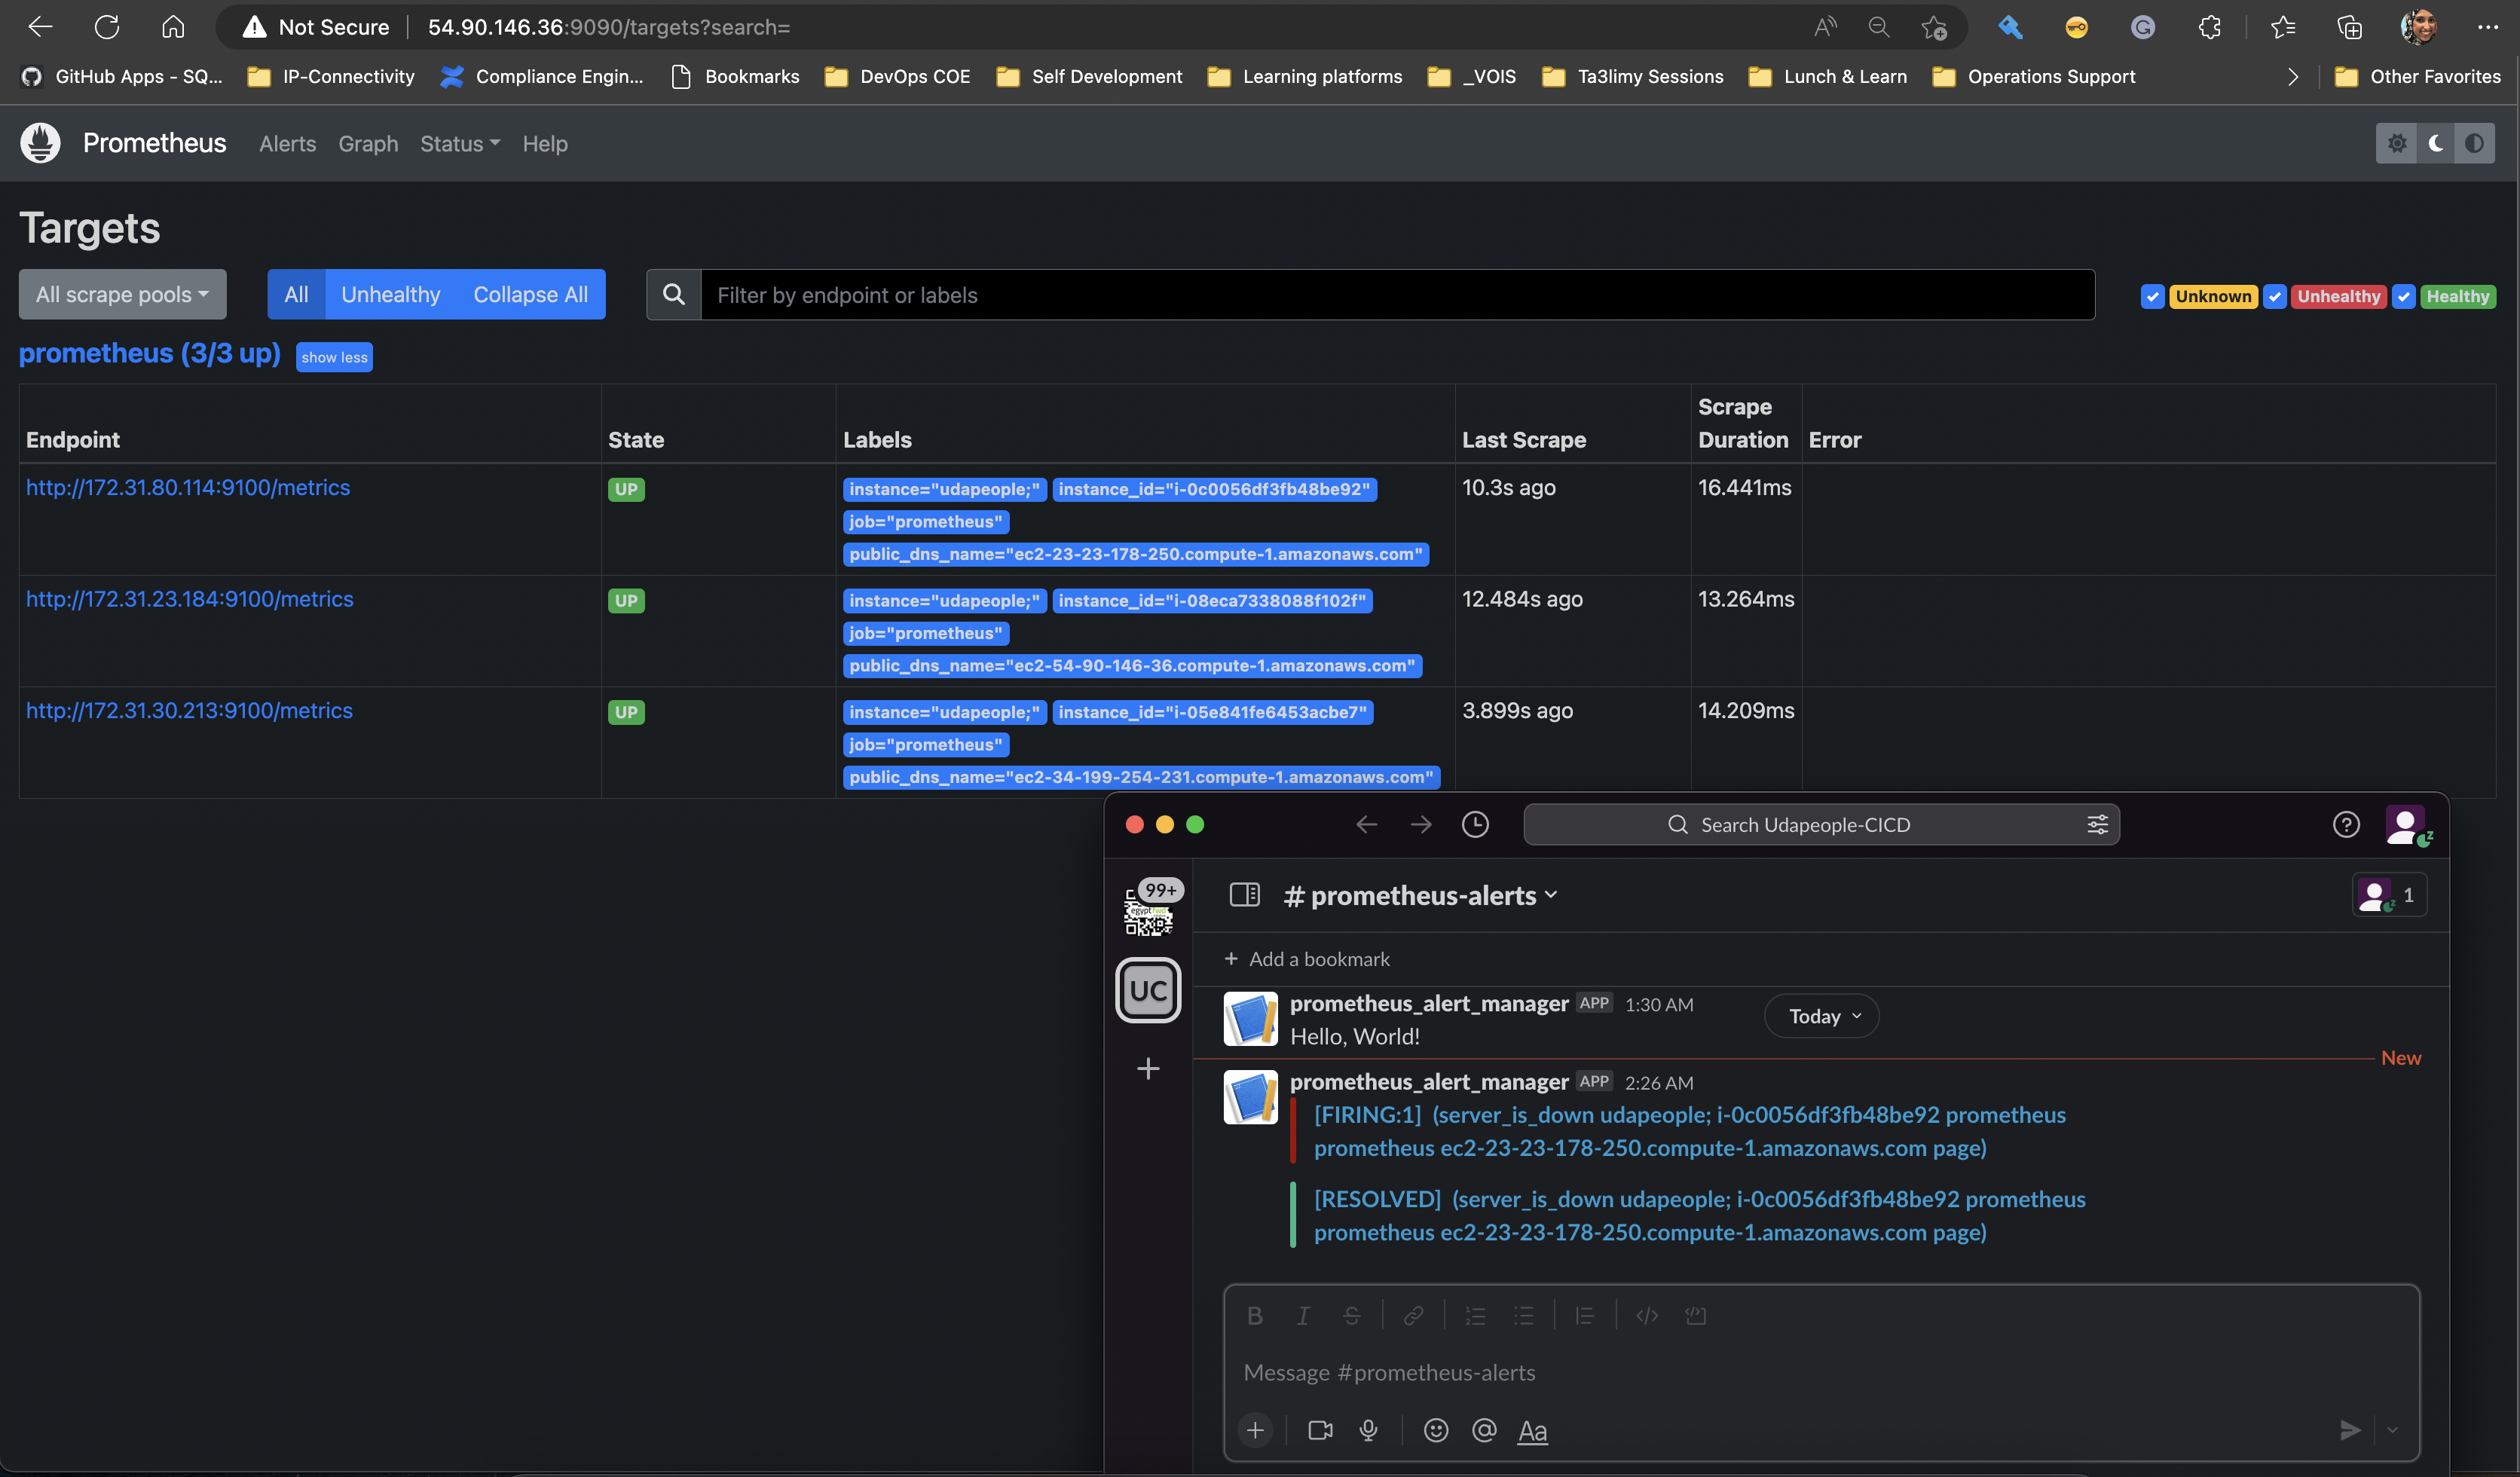 Not Secure 54.90.146.36:9090/targets?search=
GitHub Apps - SQ... IP-Connectivity Compliance Engin... Bookmarks DevOps COE Self Development Learning platforms _VOIS Ta3limy Sessions Lunch & Learn Operations Support Other Favorites
Prometheus Alerts Graph Status Help
Targets
All scrape pools All Unhealthy Collapse All Filter by endpoint or labels Unknown Unhealthy Healthy
prometheus (3/3 up) show less
Endpoint State Labels Last Scrape Scrape Duration Error
http://172.31.80.114:9100/metrics UP instance="udapeople;" instance_id="i-0c0056df3fb48be92" 10.3s ago 16.441ms
job="prometheus"
public_dns_name="ec2-23-23-178-250.compute-1.amazonaws.com"
http://172.31.23.184:9100/metrics UP instance="udapeople;" instance_id="i-08eca7338088f102f" 12.484s ago 13.264ms
job="prometheus"
public_dns_name="ec2-54-90-146-36.compute-1.amazonaws.com"
http://172.31.30.213:9100/metrics UP instance="udapeople;" instance_id="i-05e841fe6453acbe7" 3.899s ago 14.209ms
job="prometheus"
public_dns_name="ec2-34-199-254-231.compute-1.amazonaws.com"
Search Udapeople-CICD
99+
egyptfwd
UC
# prometheus-alerts 1
+ Add a bookmark
prometheus_alert_manager APP 1:30 AM
Today
Hello, World!
New
prometheus_alert_manager APP 2:26 AM
[FIRING:1] (server_is_down udapeople; i-0c0056df3fb48be92 prometheus
prometheus ec2-23-23-178-250.compute-1.amazonaws.com page)
[RESOLVED] (server_is_down udapeople; i-0c0056df3fb48be92 prometheus
prometheus ec2-23-23-178-250.compute-1.amazonaws.com page)
Message #prometheus-alerts
Aa